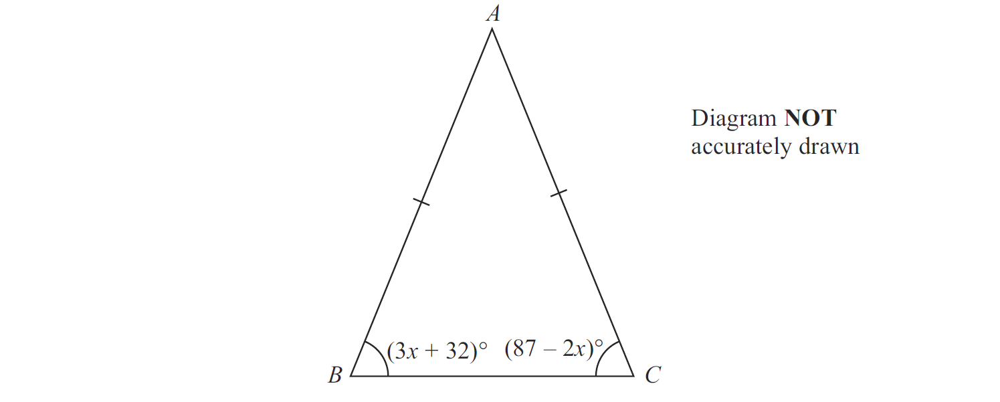 A
Diagram NOT
accurately drawn
(3x + 32)° (87 – 2x)°
B
C